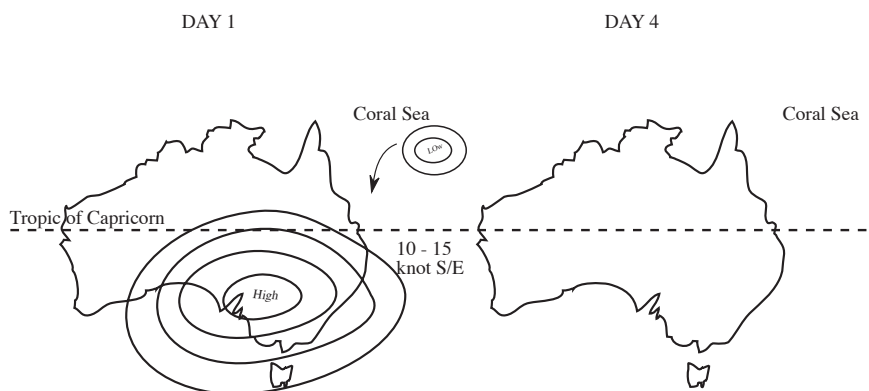 DAY 1
DAY 4
Coral Sea
Coral Sea
LOw
Tropic of Capricorn
10 - 15
knot S/E
High